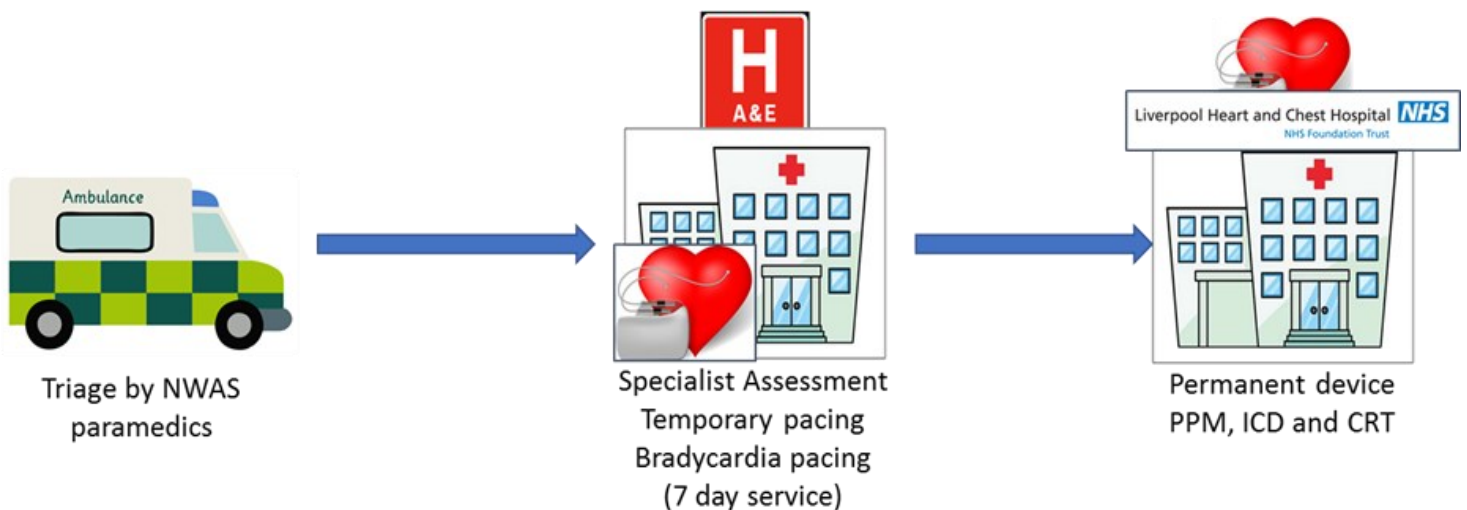 H
A&E
Liverpool Heart and Chest Hospital NHS
NHS Foundation Trust
Ambulance
Triage by NWAS
paramedics
Specialist Assessment
Temporary pacing
Bradycardia pacing
(7 day service)
Permanent device
PPM, ICD and CRT